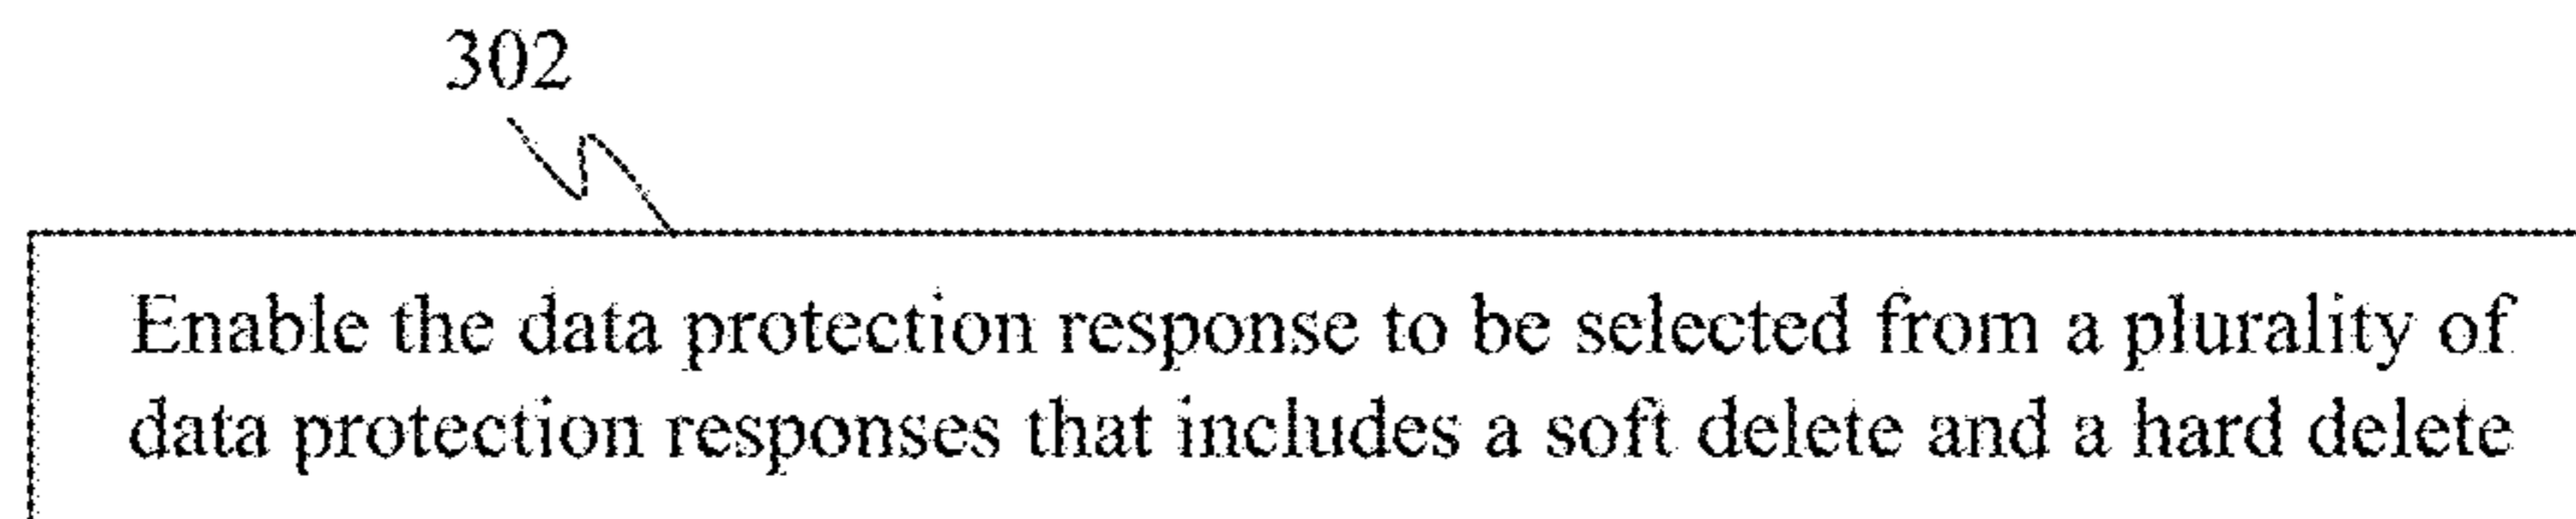 302
Enable the data protection response to be selected from a plurality of
data protection responses that includes a soft delete and a hard delete